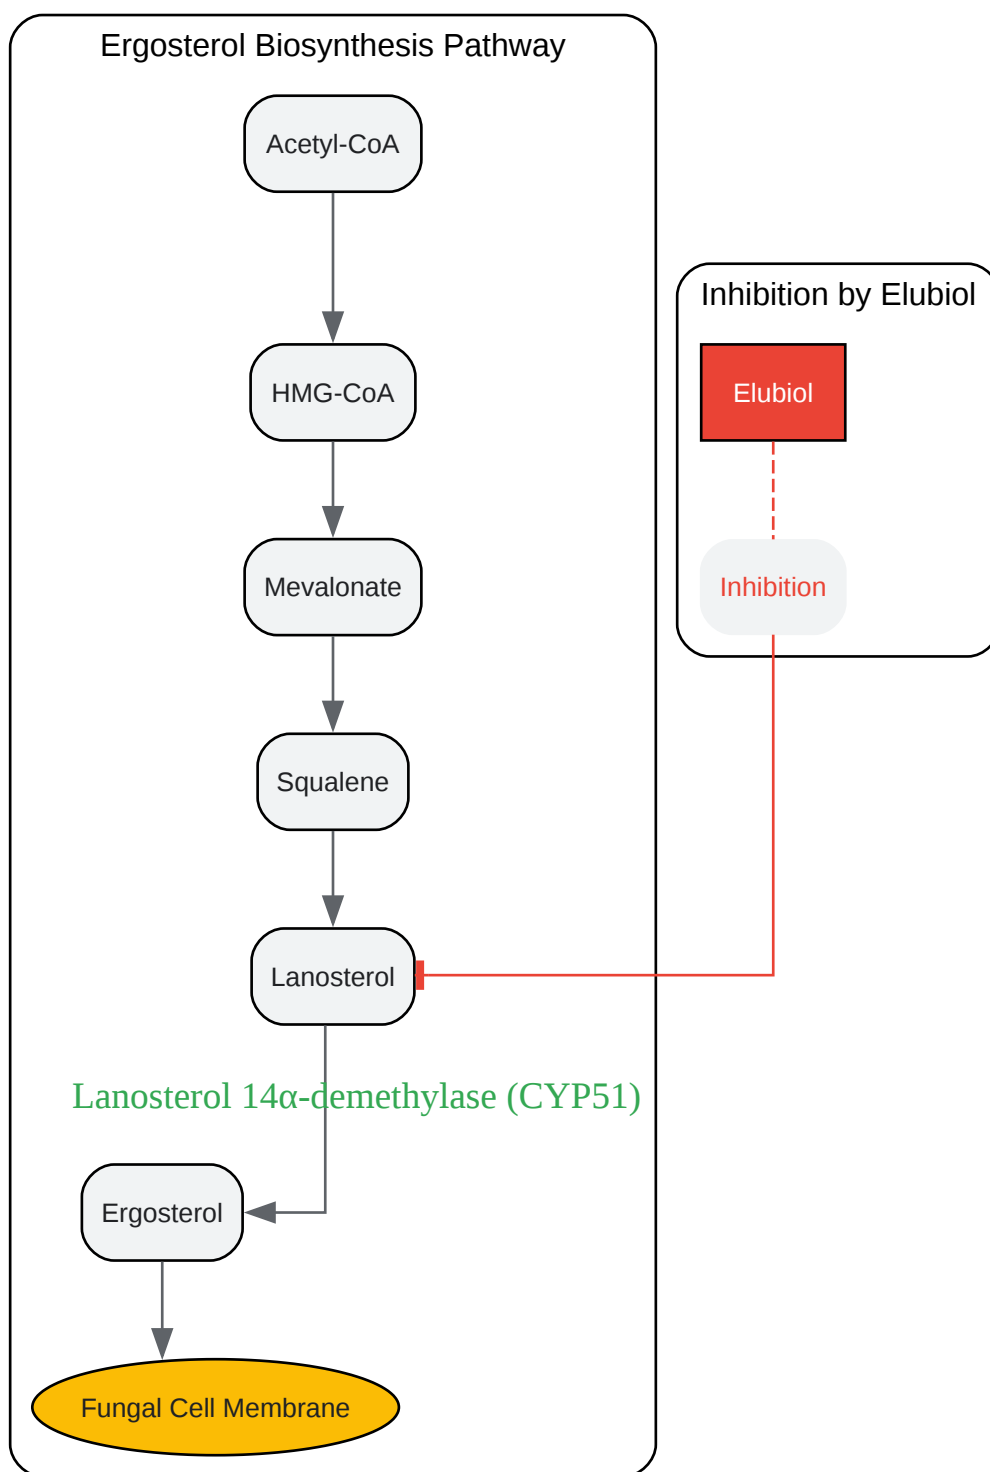 Ergosterol Biosynthesis Pathway
Acetyl-CoA
HMG-CoA
Mevalonate
Squalene
Lanosterol
Lanosterol 14α-demethylase (CYP51)
Ergosterol
Fungal Cell Membrane
Inhibition by Elubiol
Elubiol
Inhibition